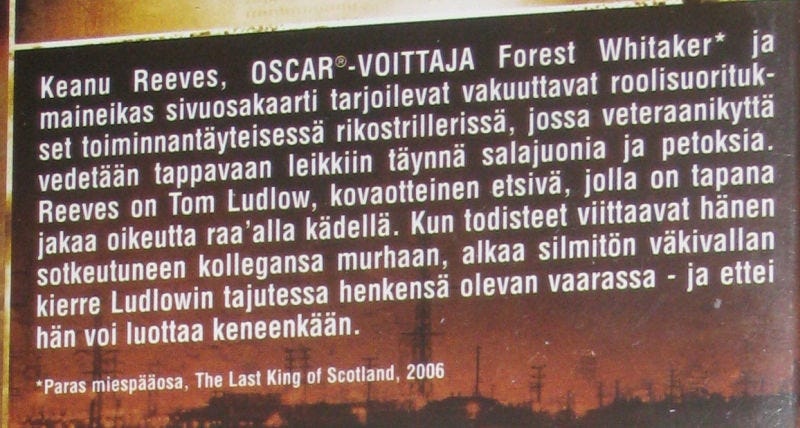 Keanu Reeves, OSCAR®-VOITTAJA Forest Whitaker* ja
maineikas sivuosakaarti tarjoilevat vakuuttavat roolisuorituk-
set toiminnantäyteisessä rikostrillerissä, jossa veteraanikyttä
vedetään tappavaan leikkiin täynnä salajuonia ja petoksia.
Reeves on Tom Ludlow, kovaotteinen etsivä, jolla on tapana
jakaa oikeutta raa'alla kädellä. Kun todisteet viittaavat hänen
sotkeutuneen kollegansa murhaan, alkaa silmitön väkivallan
kierre Ludlowin tajutessa henkensä olevan vaarassa - ja ettei
hän voi luottaa keneenkään.
*Paras miespääosa, The Last King of Scotland, 2006